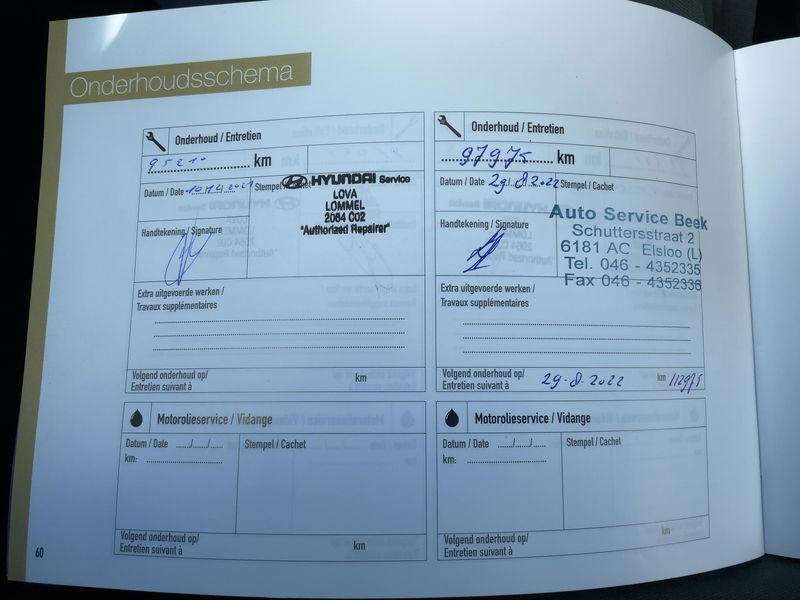 Onderhoudsschema
Onderhoud / Entretien
95210 km
Datum / Date 10/14/2021 Stempel / Cachet
HYUNDAI Service
LOVA
LOMMEL
2064 C02
"Authorized Repairer"
Handtekening / Signature
Extra uitgevoerde werken /
Travaux supplémentaires
Volgend onderhoud op/
Entretien suivant à km
Motorolieservice / Vidange
Datum / Date ..../..../.... Stempel / Cachet
km:
Volgend onderhoud op/
Entretien suivant à km
Onderhoud / Entretien
97975 km
Datum / Date 29.8.2022 Stempel / Cachet
Auto Service Beek
Schuttersstraat 2
6181 AC Elsloo (L)
Tel. 046 - 4352335
Fax 046 - 4352336
Handtekening / Signature
Extra uitgevoerde werken /
Travaux supplémentaires
Volgend onderhoud op/
Entretien suivant à 29.8.2022 km 112975
Motorolieservice / Vidange
Datum / Date ..../..../.... Stempel / Cachet
km:
Volgend onderhoud op/
Entretien suivant à km
60